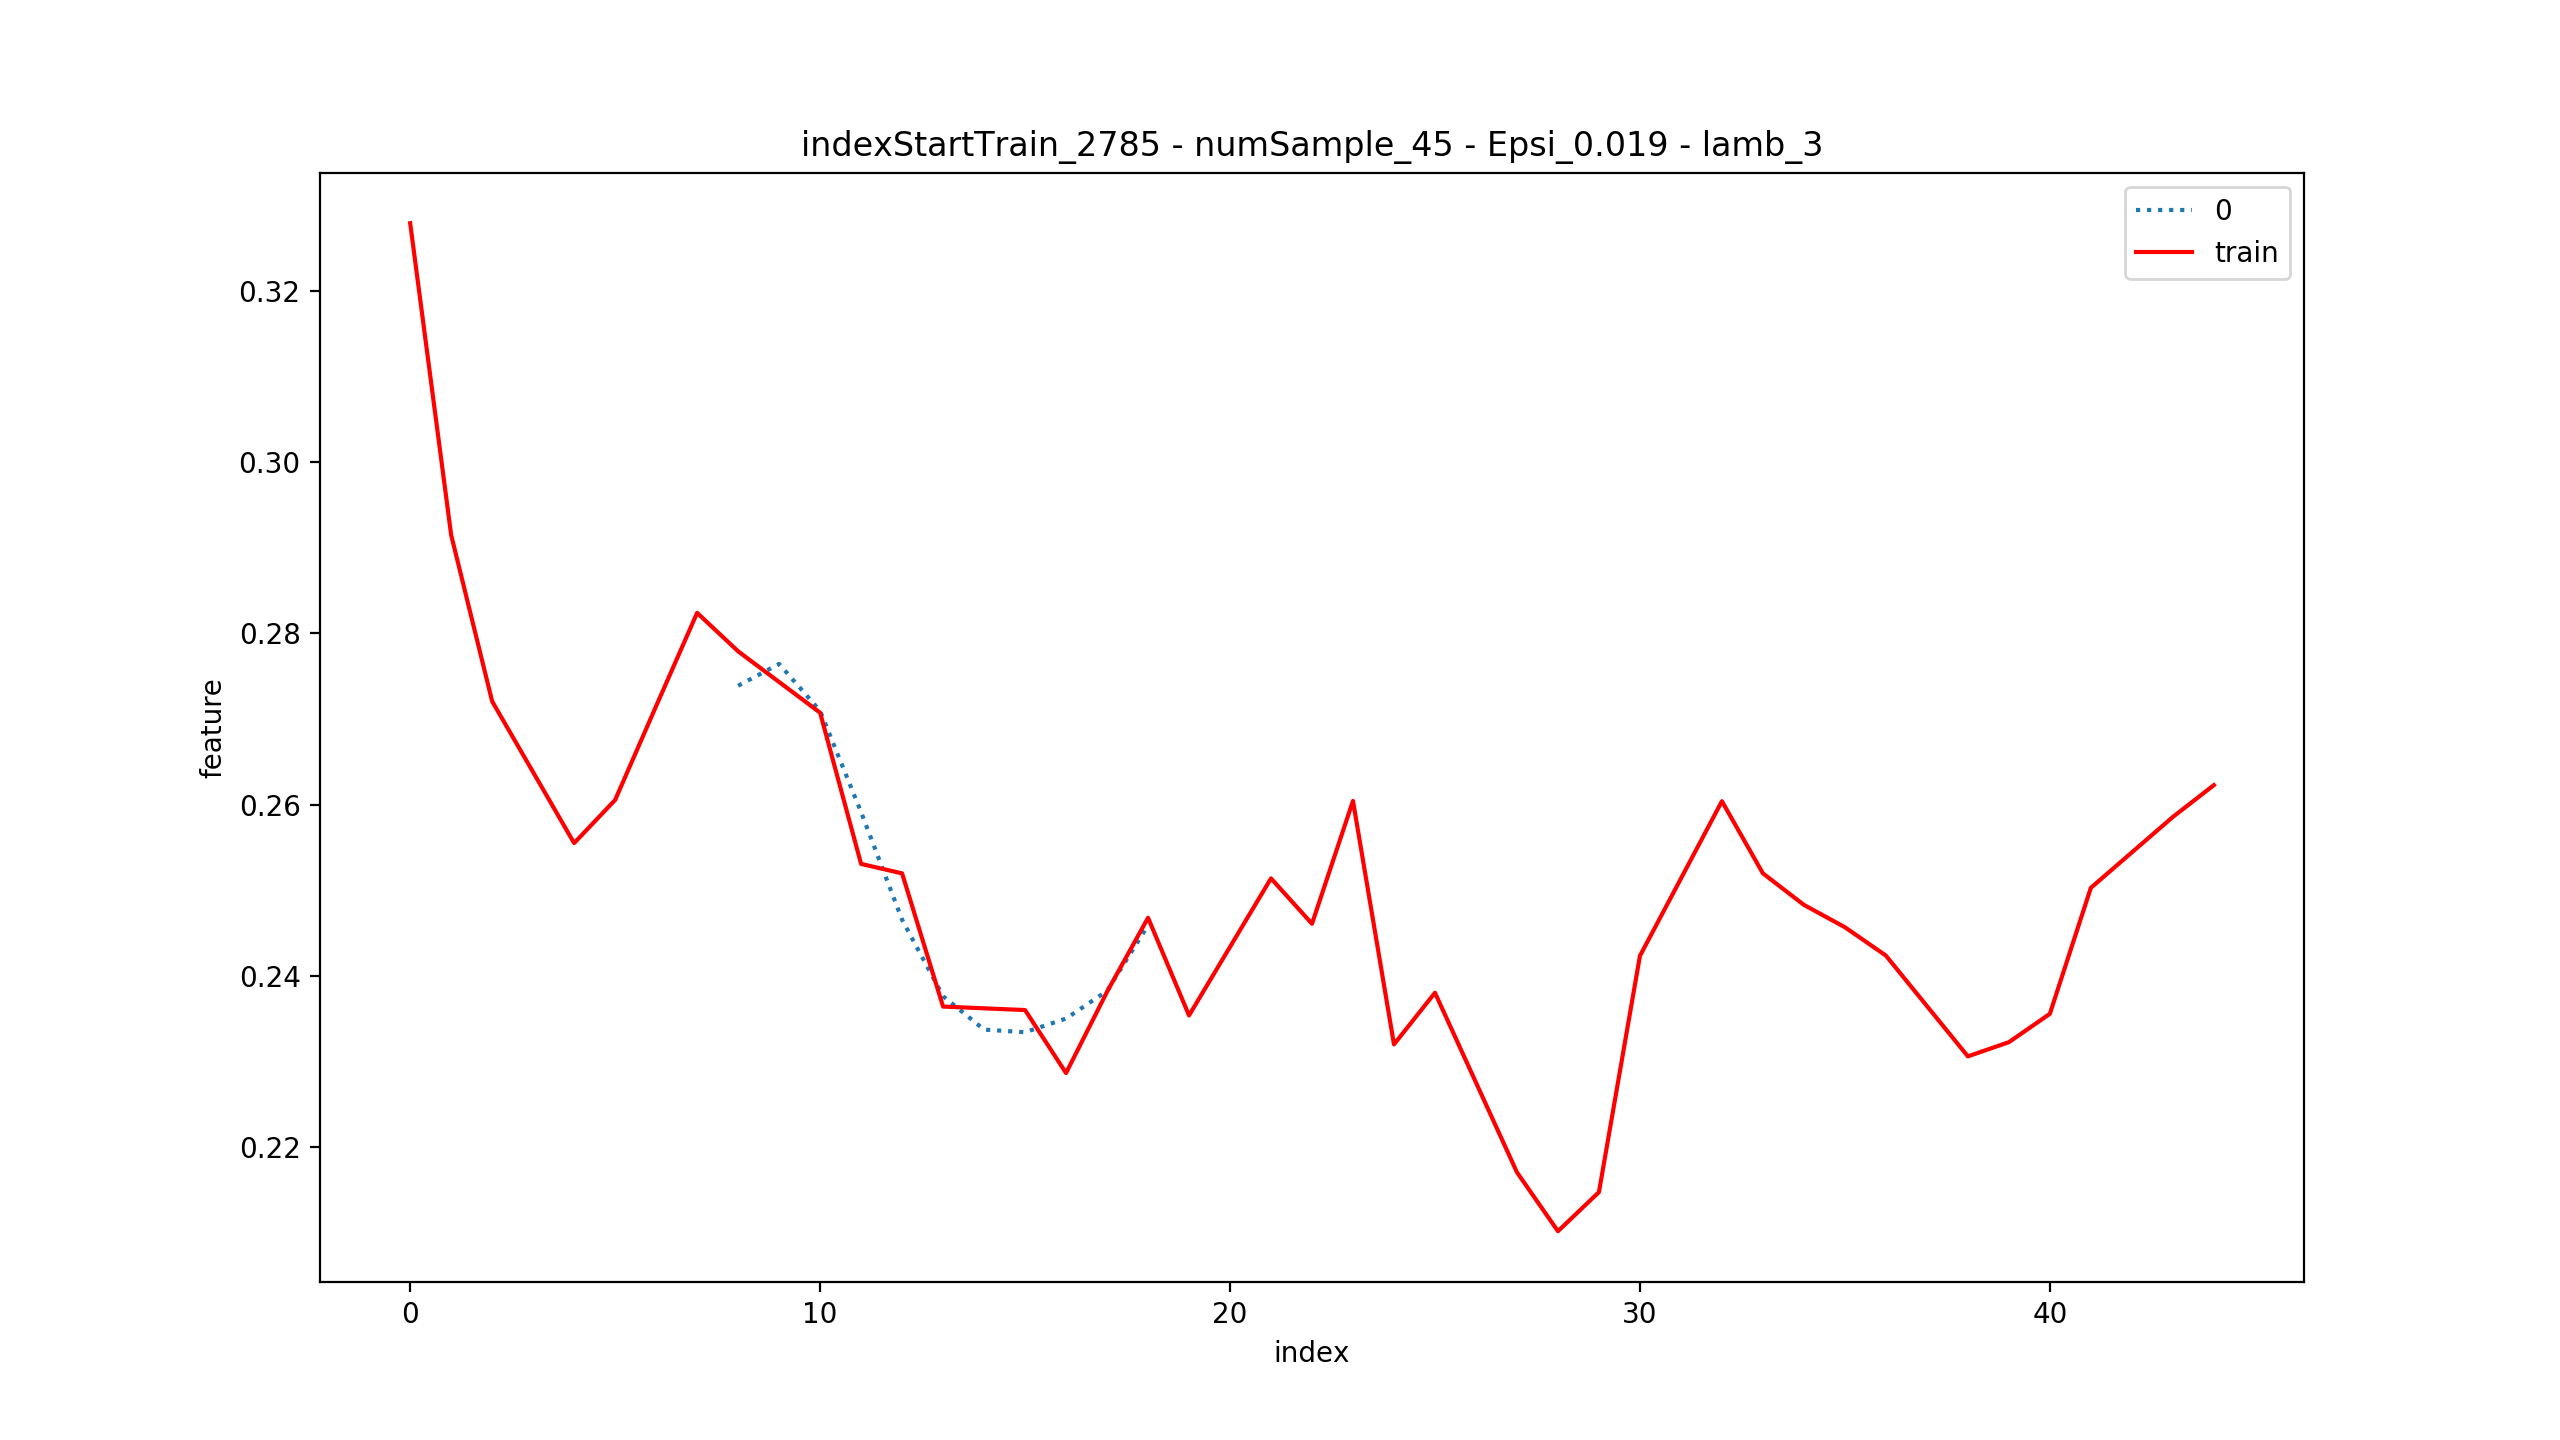 indexStartTrain_2785 - numSample_45 - Epsi_0.019 - lamb_3
0
train
0.32
0.30
0.28
0.26
0.24
0.22
feature
0 10 20 30 40
index